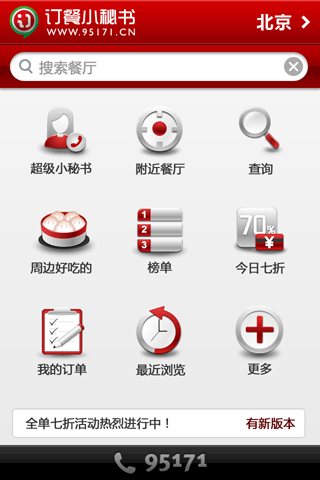 订餐小秘书
WWW.95171.CN
北京
搜索餐厅
超级小秘书
附近餐厅
查询
1
2
3
70%
¥
周边好吃的
榜单
今日七折
我的订单
最近浏览
更多
全单七折活动热烈进行中！
有新版本
95171